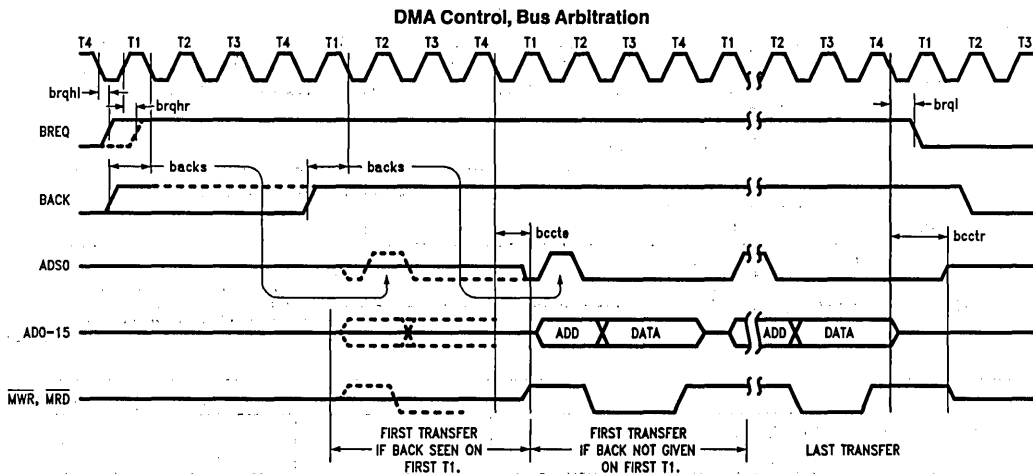 DMA Control, Bus Arbitration
T4 T1 T2 T3 T4 T1 T2 T3 T4 T1 T2 T3 T4 T1 T2 T3 T4 T1 T2 T3
brqhl
brqhr
brql
BREQ
backs
backs
BACK
bccte
bcctr
ADS0
AD0-15
ADD
DATA
ADD
DATA
MWR, MRD
FIRST TRANSFER
IF BACK SEEN ON
FIRST T1.
FIRST TRANSFER
IF BACK NOT GIVEN
ON FIRST T1.
LAST TRANSFER